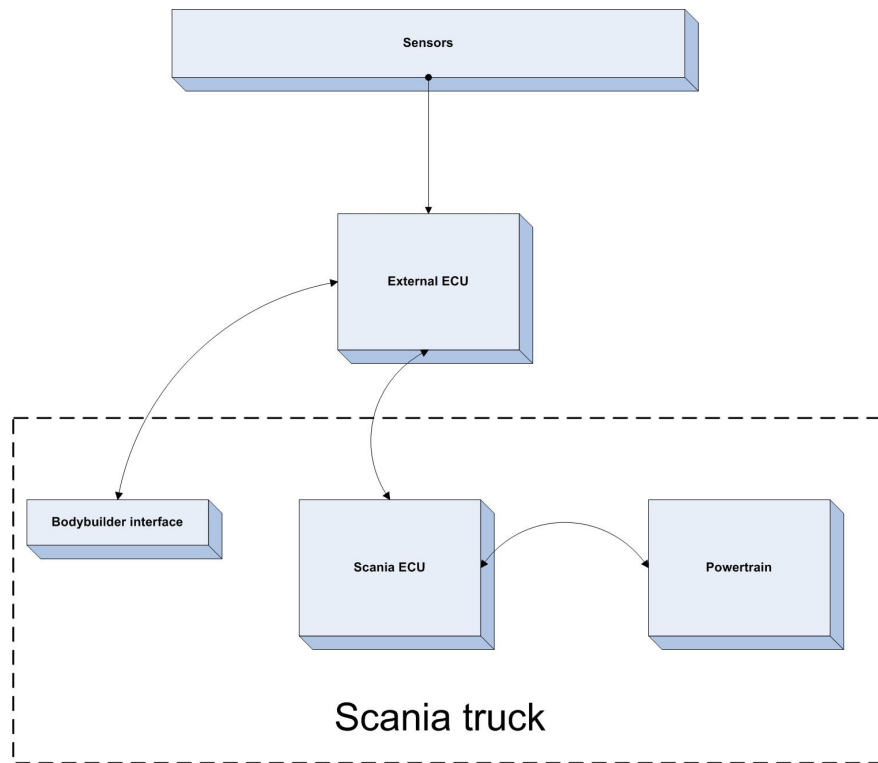 Sensors
External ECU
Bodybuilder interface
Scania ECU
Powertrain
Scania truck